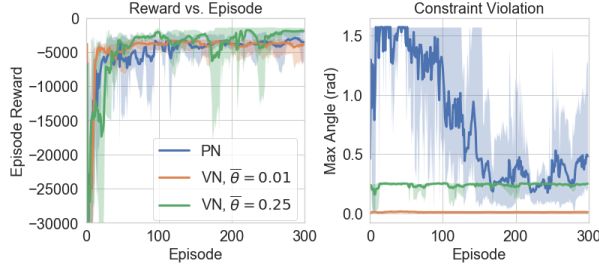 Reward vs. Episode
Episode Reward
0
−5000
−10000
−15000
−20000
−25000
−30000
PN
VN, θ̅ = 0.01
VN, θ̅ = 0.25
0
100
200
300
Episode
Constraint Violation
Max Angle (rad)
1.5
1.0
0.5
0.0
0
100
200
300
Episode